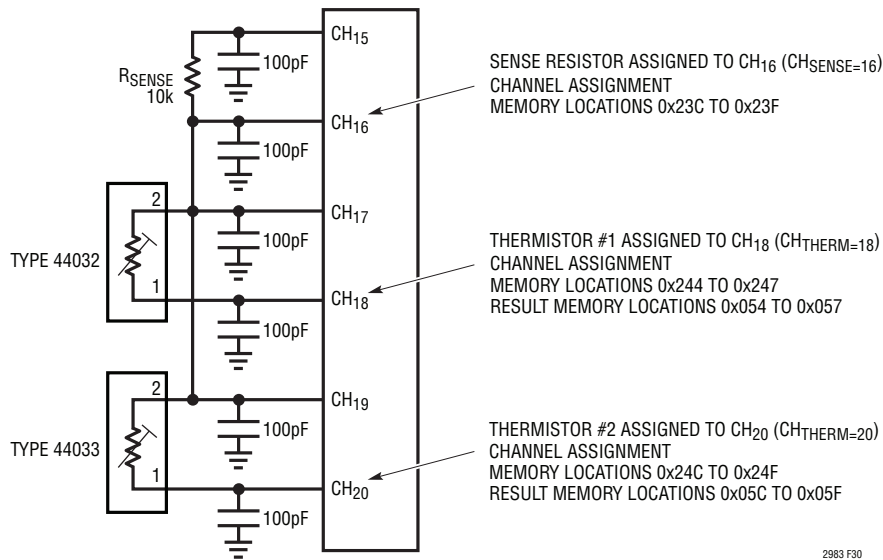 CH15
100pF
RSENSE
10k
CH16
100pF
2
CH17
100pF
TYPE 44032
1
CH18
100pF
2
CH19
100pF
TYPE 44033
1
CH20
100pF
SENSE RESISTOR ASSIGNED TO CH16 (CHSENSE=16)
CHANNEL ASSIGNMENT
MEMORY LOCATIONS 0x23C TO 0x23F
THERMISTOR #1 ASSIGNED TO CH18 (CHTHERM=18)
CHANNEL ASSIGNMENT
MEMORY LOCATIONS 0x244 TO 0x247
RESULT MEMORY LOCATIONS 0x054 TO 0x057
THERMISTOR #2 ASSIGNED TO CH20 (CHTHERM=20)
CHANNEL ASSIGNMENT
MEMORY LOCATIONS 0x24C TO 0x24F
RESULT MEMORY LOCATIONS 0x05C TO 0x05F
2983 F30